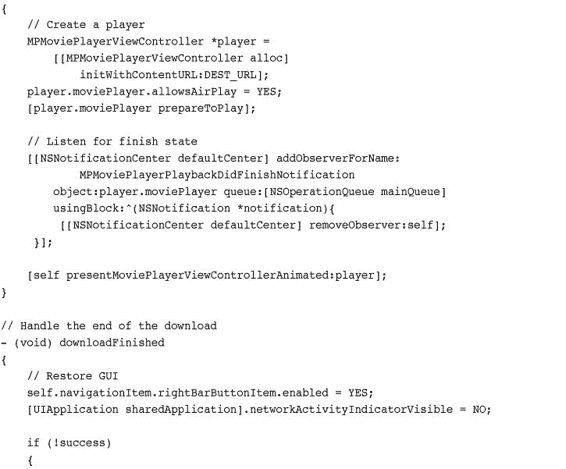 {
    // Create a player
    MPMoviePlayerViewController *player =
        [[MPMoviePlayerViewController alloc]
            initWithContentURL:DEST_URL];
    player.moviePlayer.allowsAirPlay = YES;
    [player.moviePlayer prepareToPlay];

    // Listen for finish state
    [[NSNotificationCenter defaultCenter] addObserverForName:
            MPMoviePlayerPlaybackDidFinishNotification
        object:player.moviePlayer queue:[NSOperationQueue mainQueue]
        usingBlock:^(NSNotification *notification){
         [[NSNotificationCenter defaultCenter] removeObserver:self];
     }];

    [self presentMoviePlayerViewControllerAnimated:player];
}

// Handle the end of the download
- (void) downloadFinished
{
    // Restore GUI
    self.navigationItem.rightBarButtonItem.enabled = YES;
    [UIApplication sharedApplication].networkActivityIndicatorVisible = NO;

    if (!success)
    {